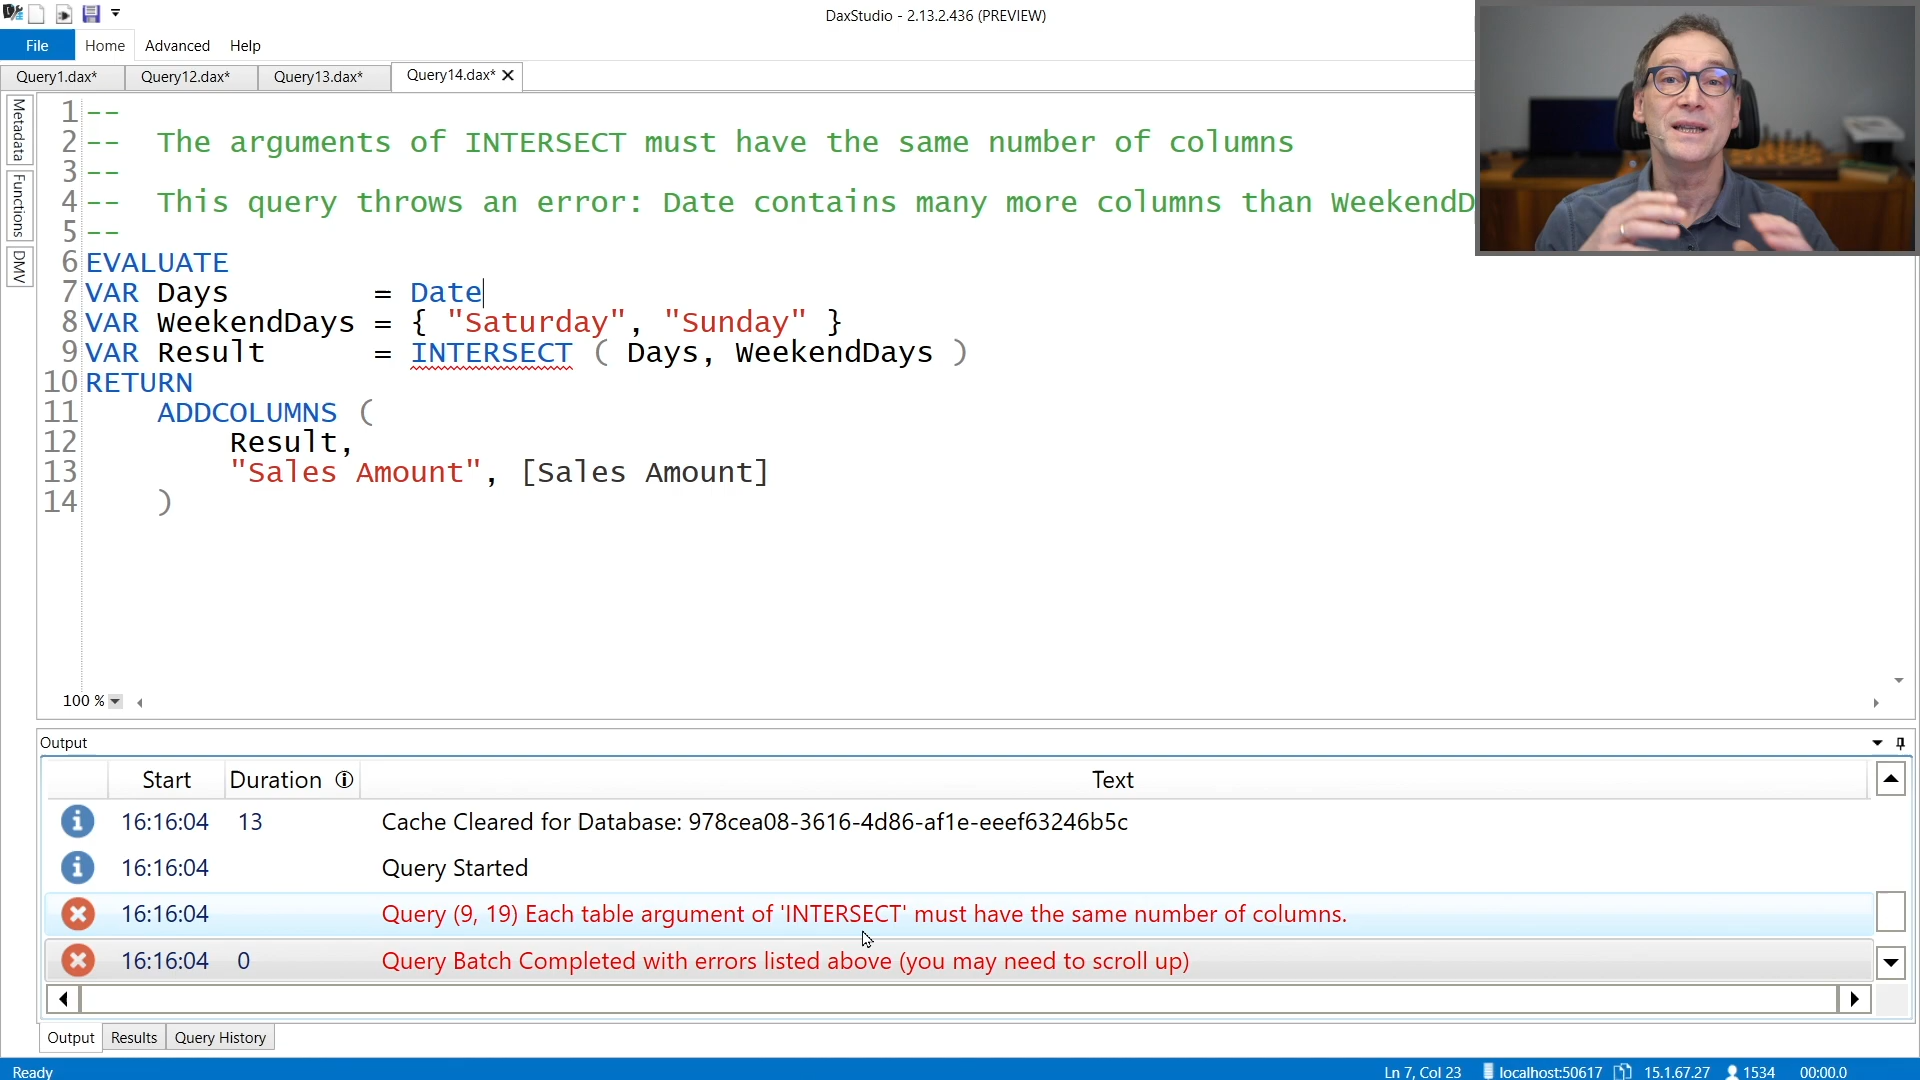 DaxStudio - 2.13.2.436 (PREVIEW)
File Home Advanced Help
Query1.dax* Query12.dax* Query13.dax* Query14.dax*
Metadata
Functions
DMV
1 --
2 -- The arguments of INTERSECT must have the same number of columns
3 --
4 -- This query throws an error: Date contains many more columns than WeekendD
5 --
6 EVALUATE
7 VAR Days = Date
8 VAR WeekendDays = { "Saturday", "Sunday" }
9 VAR Result = INTERSECT ( Days, WeekendDays )
10 RETURN
11 ADDCOLUMNS (
12 Result,
13 "Sales Amount", [Sales Amount]
14 )
100 %
Output
Start Duration Text
16:16:04 13 Cache Cleared for Database: 978cea08-3616-4d86-af1e-eeef63246b5c
16:16:04 Query Started
16:16:04 Query (9, 19) Each table argument of 'INTERSECT' must have the same number of columns.
16:16:04 0 Query Batch Completed with errors listed above (you may need to scroll up)
Output Results Query History
Ready Ln 7, Col 23 localhost:50617 15.1.67.27 1534 00:00.0